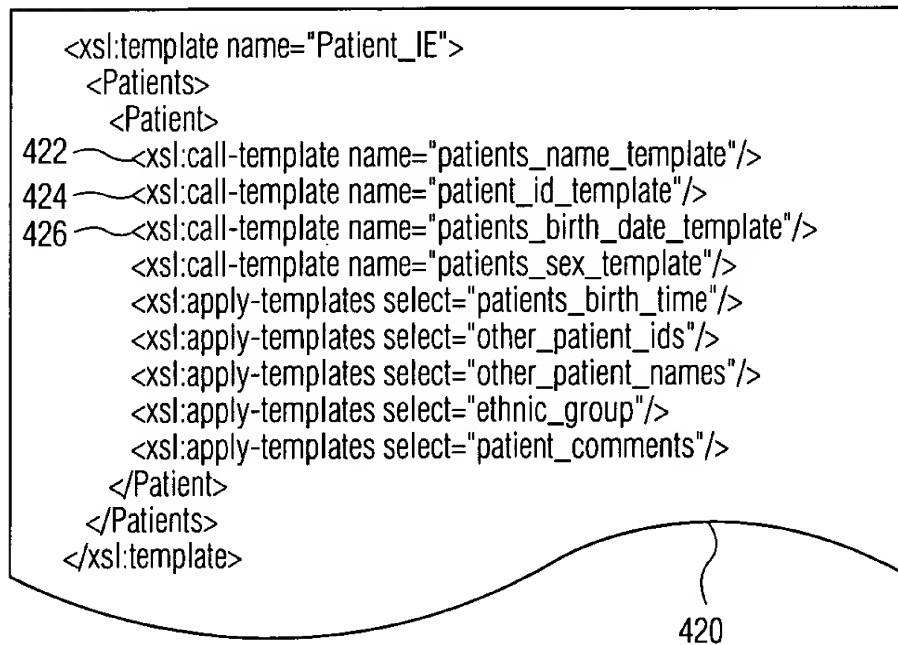 <xsl:template name="Patient_IE">
<Patients>
<Patient>
422 <xsl:call-template name="patients_name_template"/>
424 <xsl:call-template name="patient_id_template"/>
426 <xsl:call-template name="patients_birth_date_template"/>
<xsl:call-template name="patients_sex_template"/>
<xsl:apply-templates select="patients_birth_time"/>
<xsl:apply-templates select="other_patient_ids"/>
<xsl:apply-templates select="other_patient_names"/>
<xsl:apply-templates select="ethnic_group"/>
<xsl:apply-templates select="patient_comments"/>
</Patient>
</Patients>
</xsl:template>
420